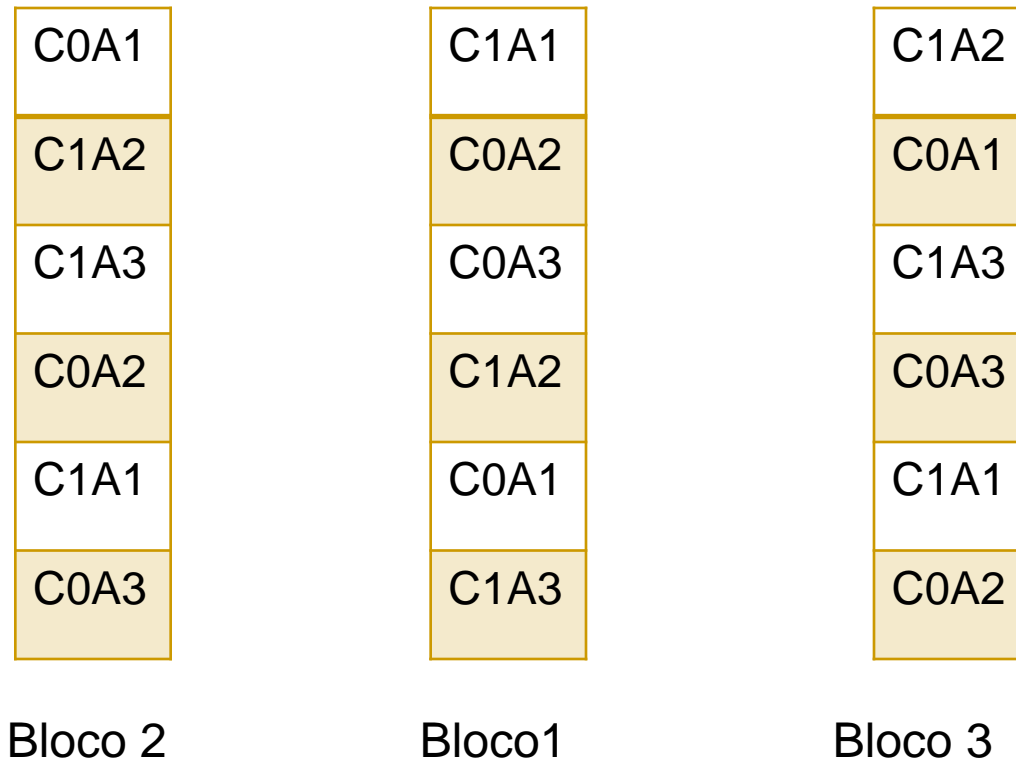 C0A1 C1A1 C1A2
C1A2 C0A2 C0A1
C1A3 C0A3 C1A3
C0A2 C1A2 C0A3
C1A1 C0A1 C1A1
C0A3 C1A3 C0A2
Bloco 2 Bloco1 Bloco 3